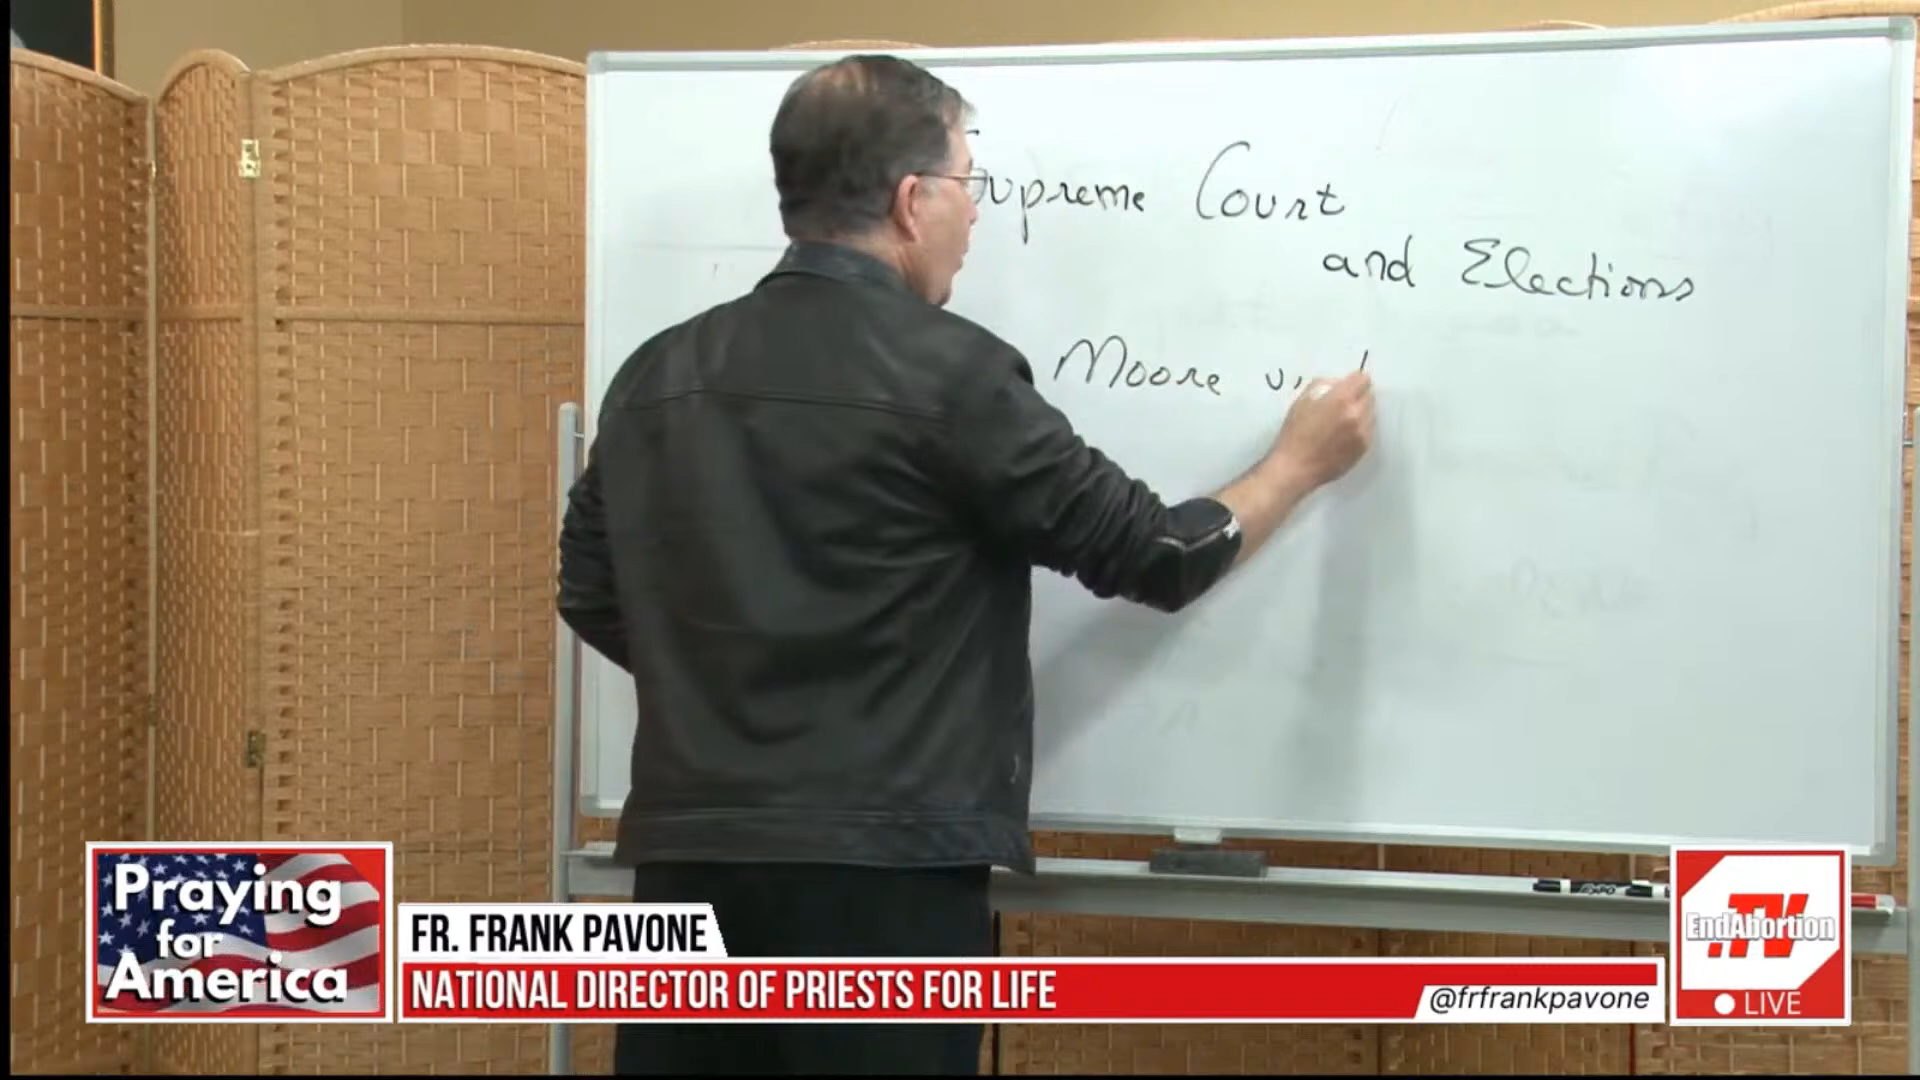 Supreme Court
and Elections
Moore v.
Praying
for
America
FR. FRANK PAVONE
NATIONAL DIRECTOR OF PRIESTS FOR LIFE
@frfrankpavone
EndAbortion
.TV
LIVE
EXPO